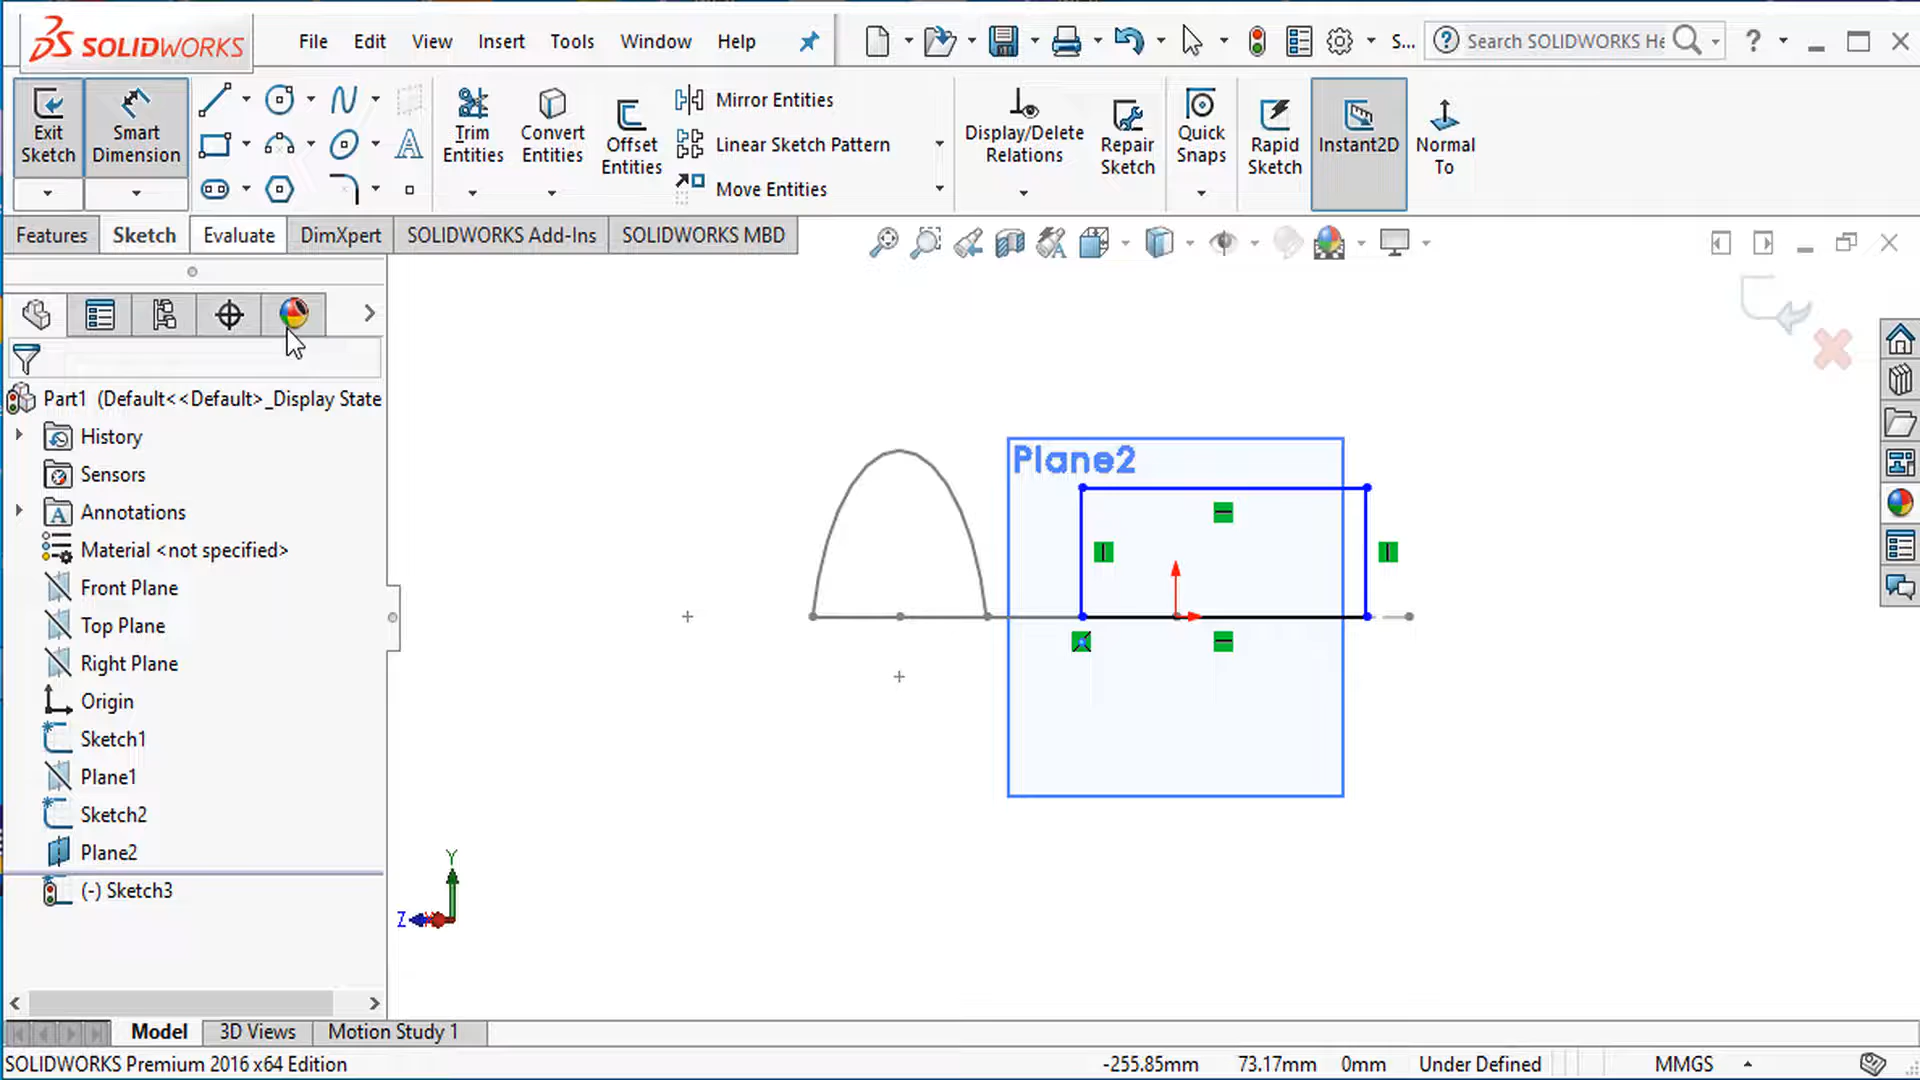 SOLIDWORKS File Edit View Insert Tools Window Help S... Search SOLIDWORKS He ?
Exit Sketch Smart Dimension Trim Entities Convert Entities Offset Entities Mirror Entities Linear Sketch Pattern Move Entities Display/Delete Relations Repair Sketch Quick Snaps Rapid Sketch Instant2D Normal To
Features Sketch Evaluate DimXpert SOLIDWORKS Add-Ins SOLIDWORKS MBD
Part1 (Default<<Default>_Display State
History
Sensors
Annotations
Material <not specified>
Front Plane
Top Plane
Right Plane
Origin
Sketch1
Plane1
Sketch2
Plane2
(-) Sketch3
Plane2
Y
Z
Model 3D Views Motion Study 1
SOLIDWORKS Premium 2016 x64 Edition -255.85mm 73.17mm 0mm Under Defined MMGS